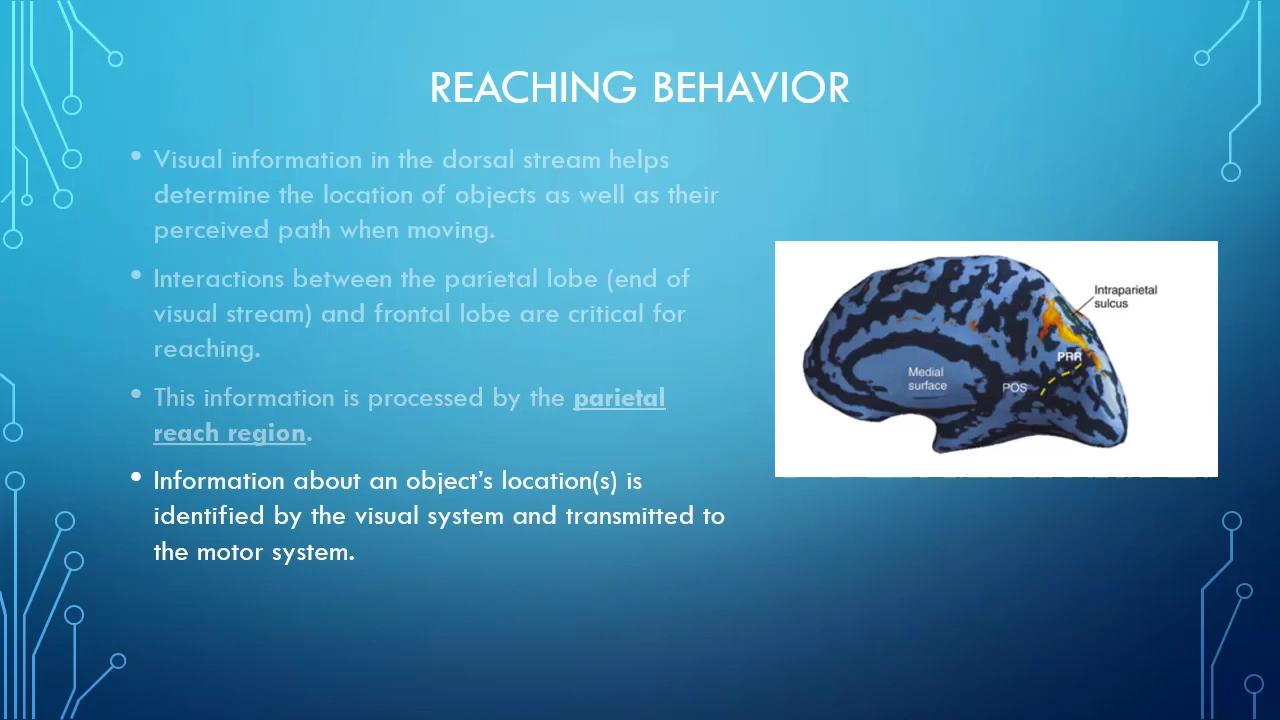 REACHING BEHAVIOR
• Visual information in the dorsal stream helps
determine the location of objects as well as their
perceived path when moving.
• Interactions between the parietal lobe (end of
visual stream) and frontal lobe are critical for
reaching.
• This information is processed by the parietal
reach region.
• Information about an object’s location(s) is
identified by the visual system and transmitted to
the motor system.
Intraparietal
sulcus
PRR
Medial
surface
POS